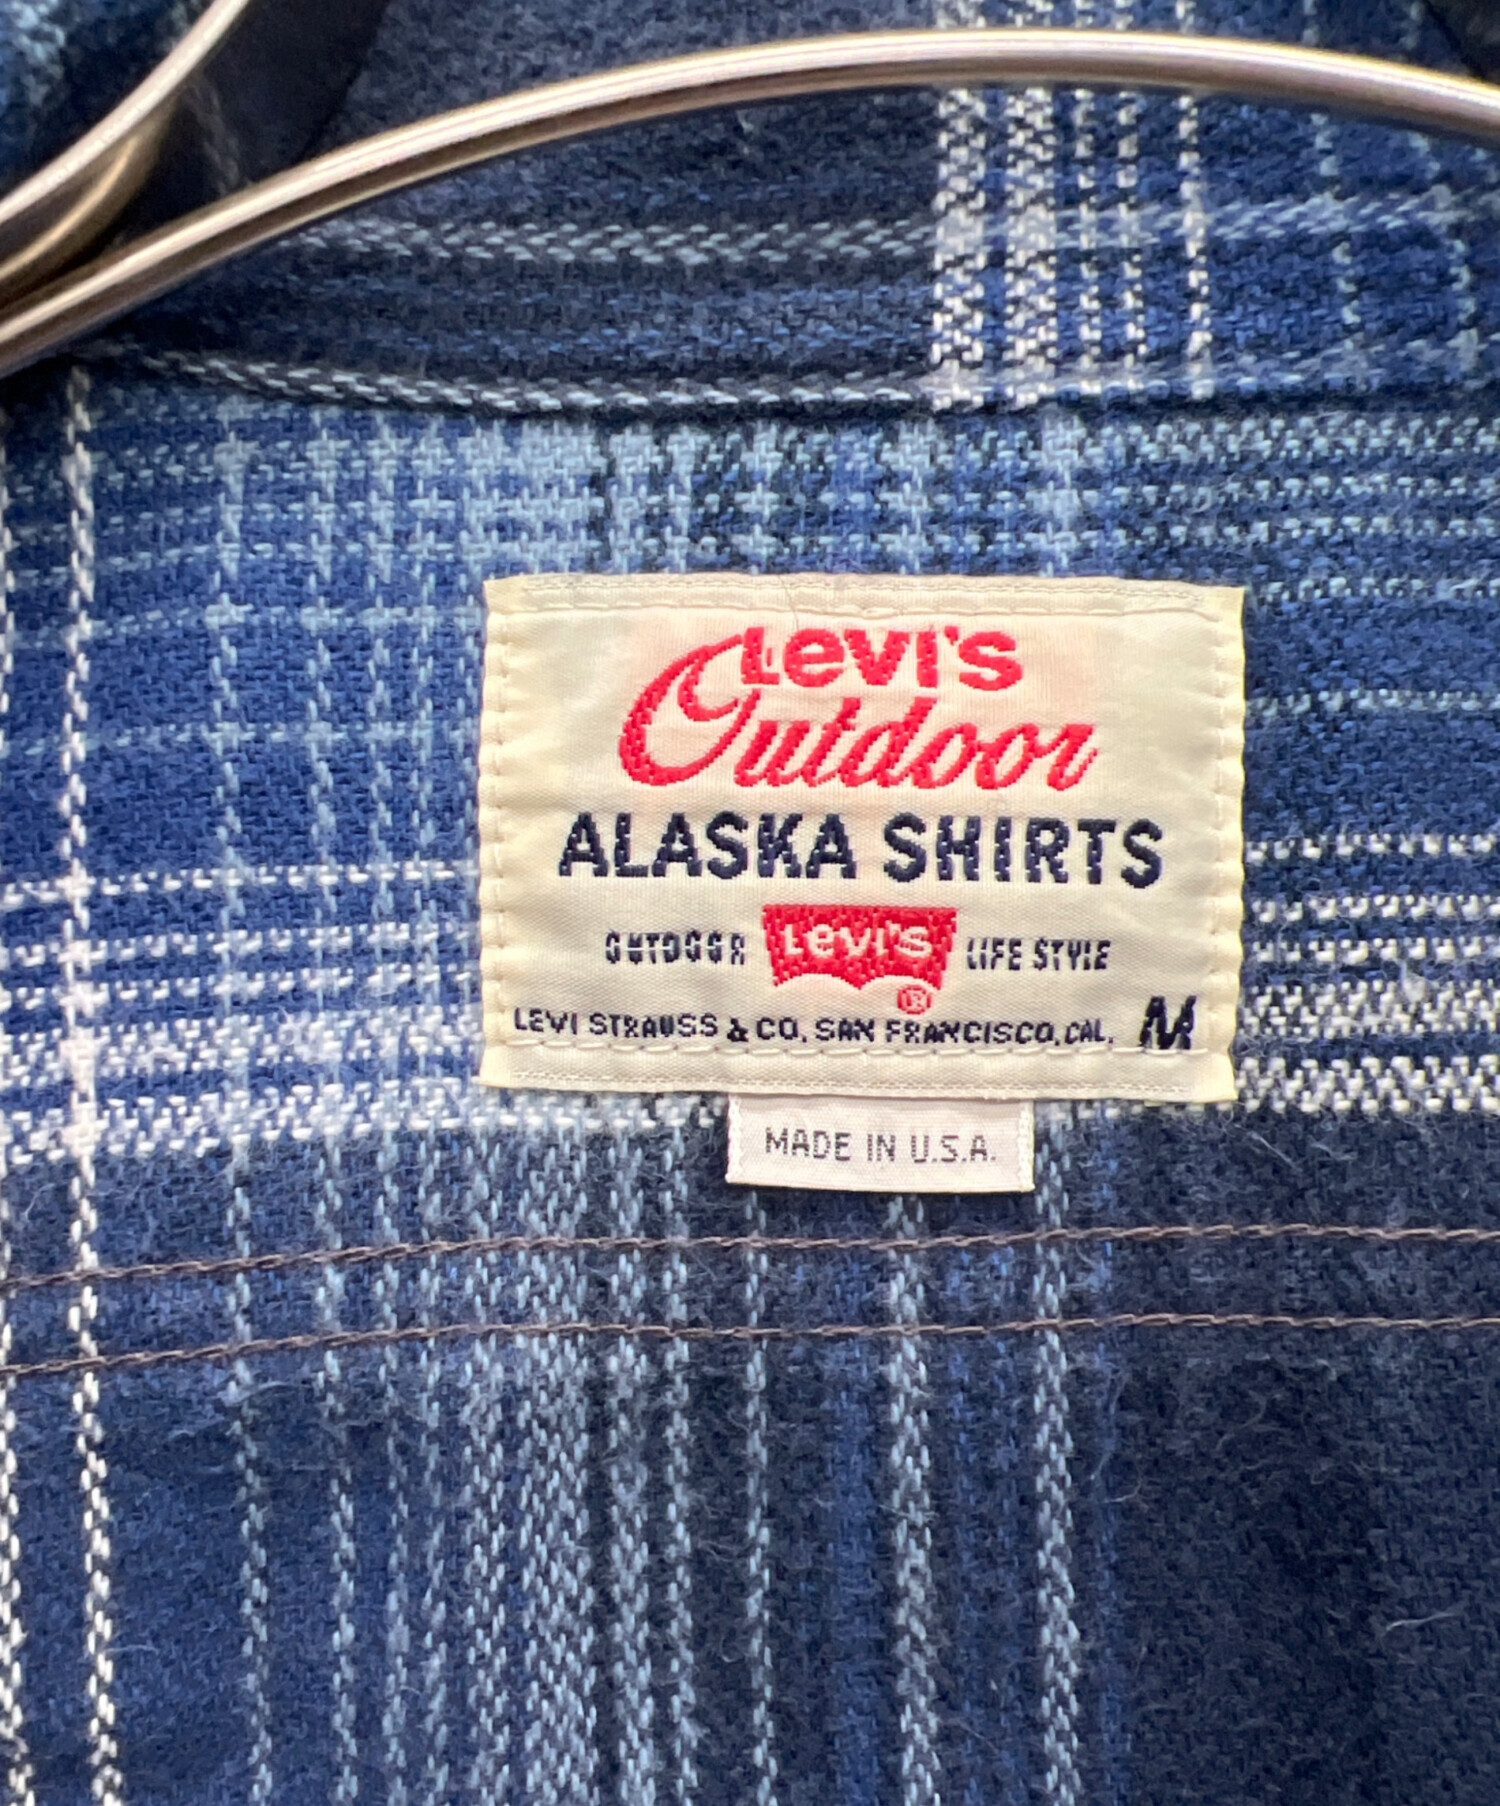 Levi's
Outdoor
ALASKA SHIRTS
OUTDOOR Levi's LIFE STYLE
®
LEVI STRAUSS & CO. SAN FRANCISCO, CAL. M
MADE IN U.S.A.